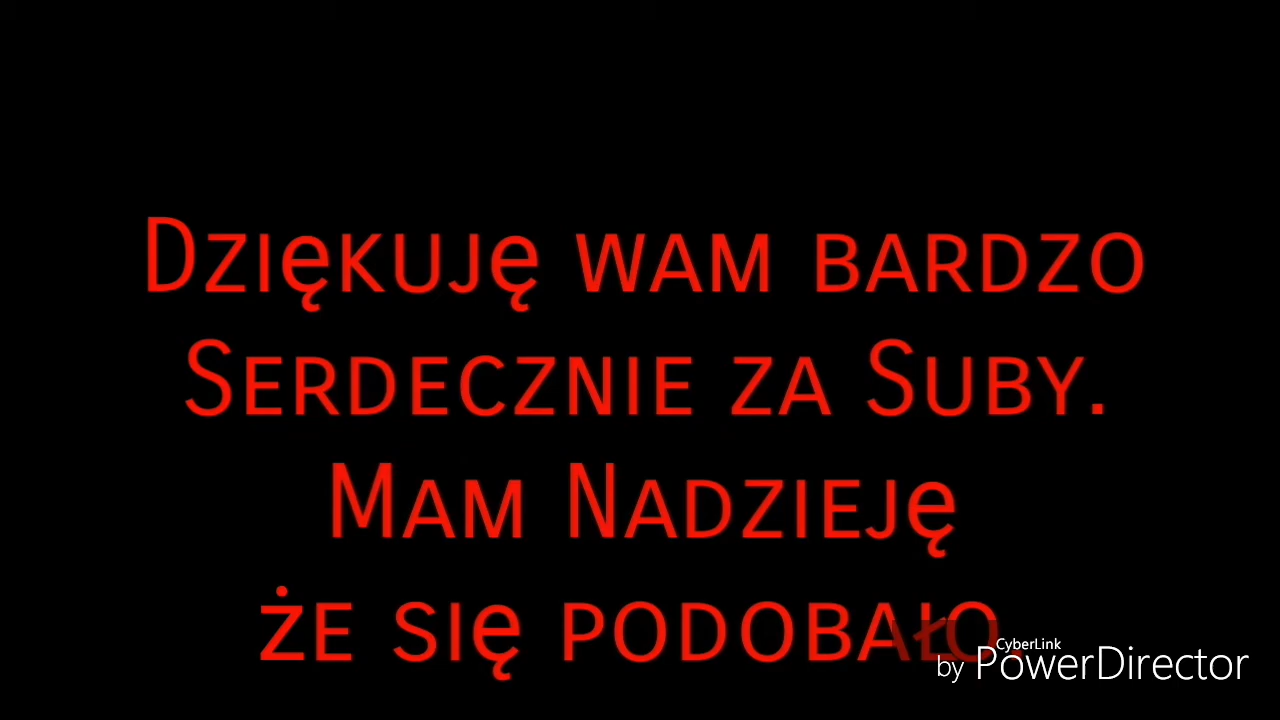 Dziękuję wam bardzo
Serdecznie za Suby.
Mam Nadzieję
że się podobało.
CyberLink
by PowerDirector